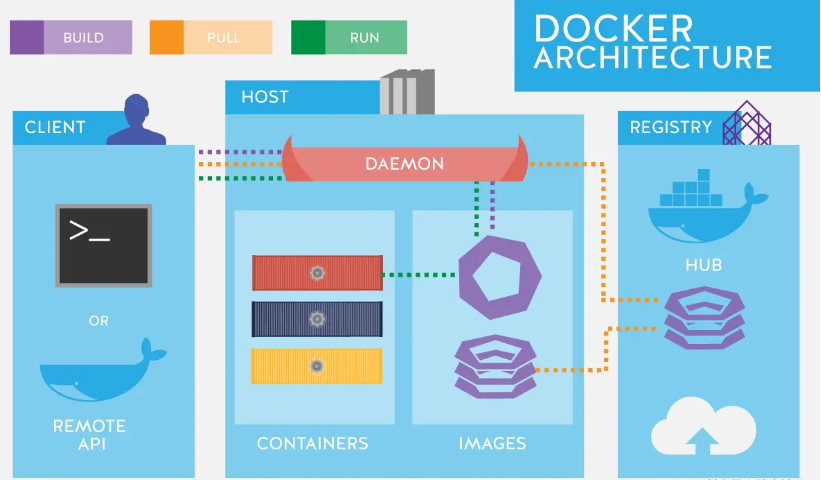 BUILD
PULL
RUN
DOCKER
ARCHITECTURE
CLIENT
HOST
REGISTRY
DAEMON
>_
OR
REMOTE
API
CONTAINERS
IMAGES
HUB